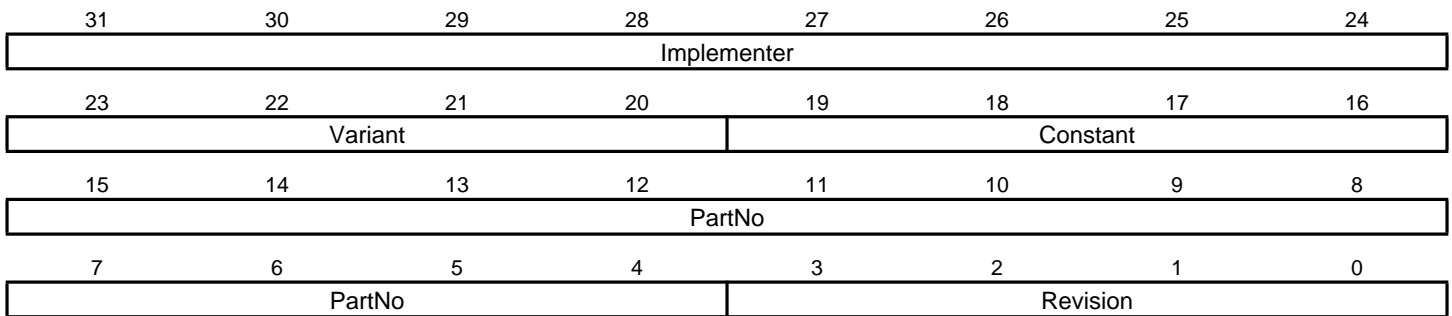 31 30 29 28 27 26 25 24
Implementer
23 22 21 20 19 18 17 16
Variant Constant
15 14 13 12 11 10 9 8
PartNo
7 6 5 4 3 2 1 0
PartNo Revision